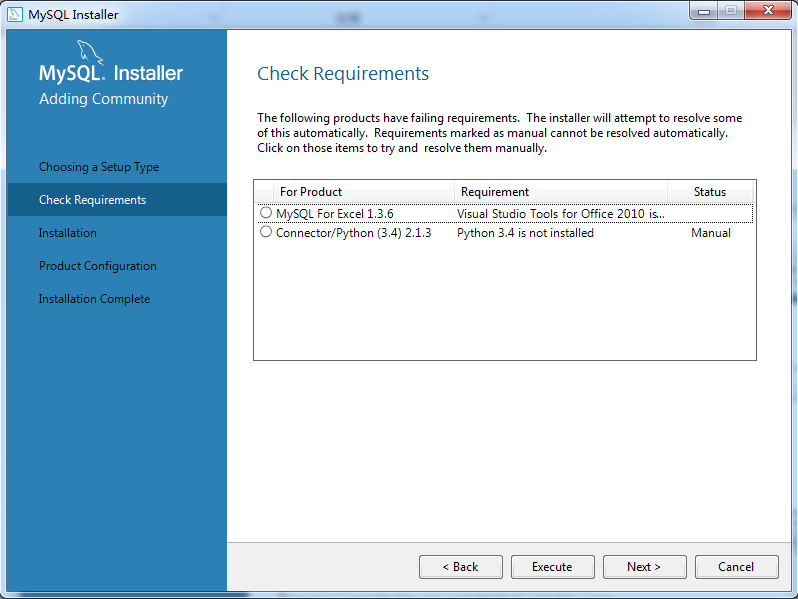 MySQL Installer
MySQL. Installer
Adding Community
Choosing a Setup Type
Check Requirements
Installation
Product Configuration
Installation Complete
Check Requirements
The following products have failing requirements.  The installer will attempt to resolve some
of this automatically.  Requirements marked as manual cannot be resolved automatically.
Click on those items to try and  resolve them manually.
For Product Requirement Status
MySQL For Excel 1.3.6 Visual Studio Tools for Office 2010 is...
Connector/Python (3.4) 2.1.3 Python 3.4 is not installed Manual
< Back Execute Next > Cancel